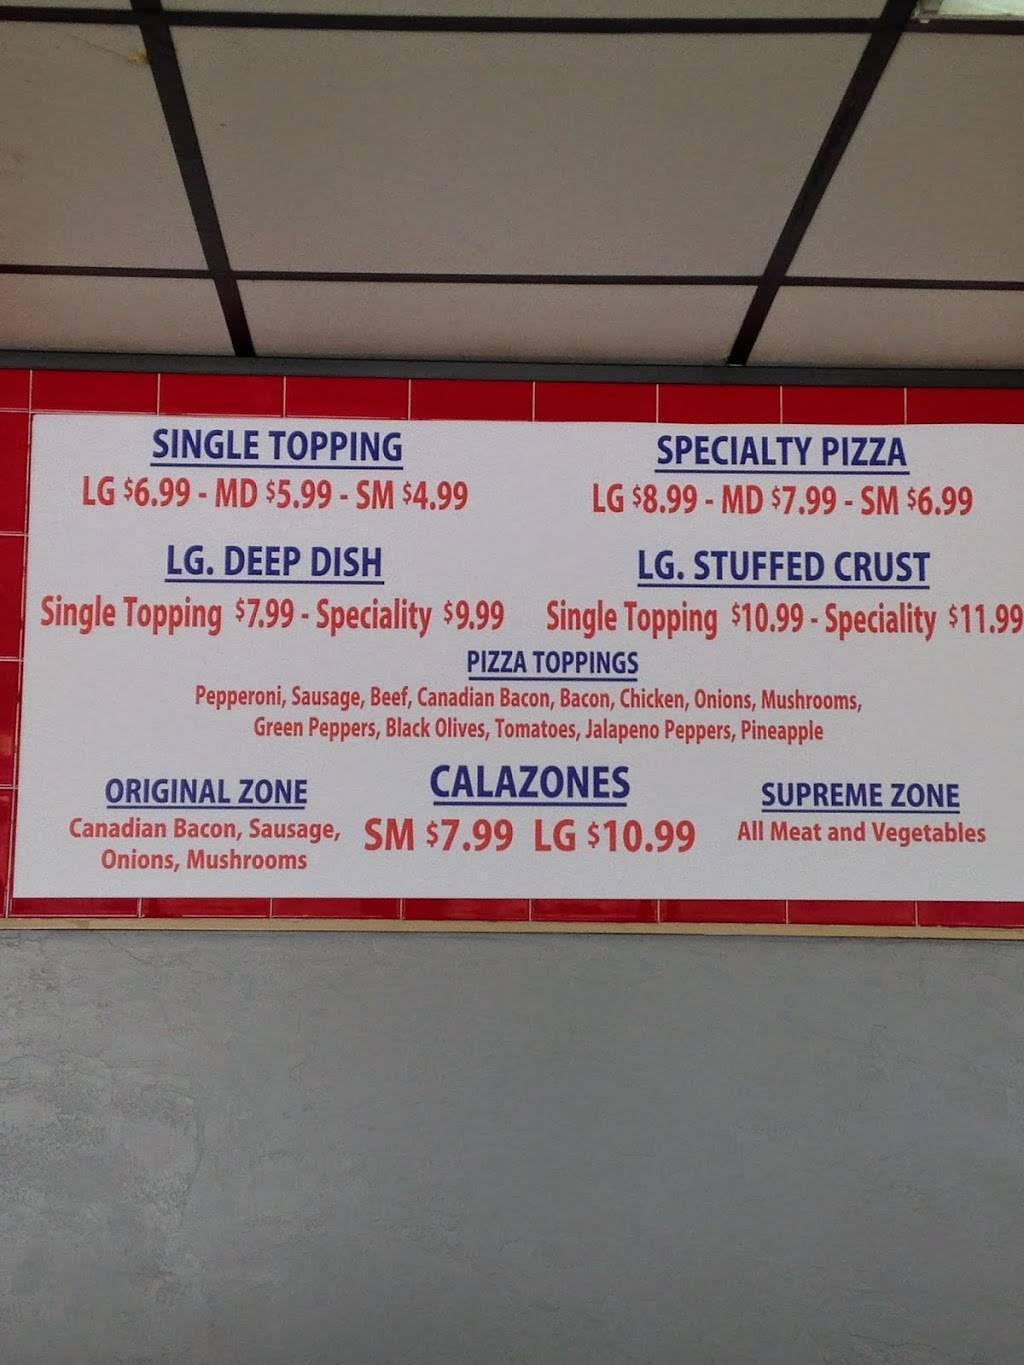 SINGLE TOPPING
LG $6.99 - MD $5.99 - SM $4.99
SPECIALTY PIZZA
LG $8.99 - MD $7.99 - SM $6.99
LG. DEEP DISH
Single Topping $7.99 - Speciality $9.99
LG. STUFFED CRUST
Single Topping $10.99 - Speciality $11.99
PIZZA TOPPINGS
Pepperoni, Sausage, Beef, Canadian Bacon, Bacon, Chicken, Onions, Mushrooms,
Green Peppers, Black Olives, Tomatoes, Jalapeno Peppers, Pineapple
ORIGINAL ZONE
Canadian Bacon, Sausage,
Onions, Mushrooms
CALAZONES
SM $7.99 LG $10.99
SUPREME ZONE
All Meat and Vegetables